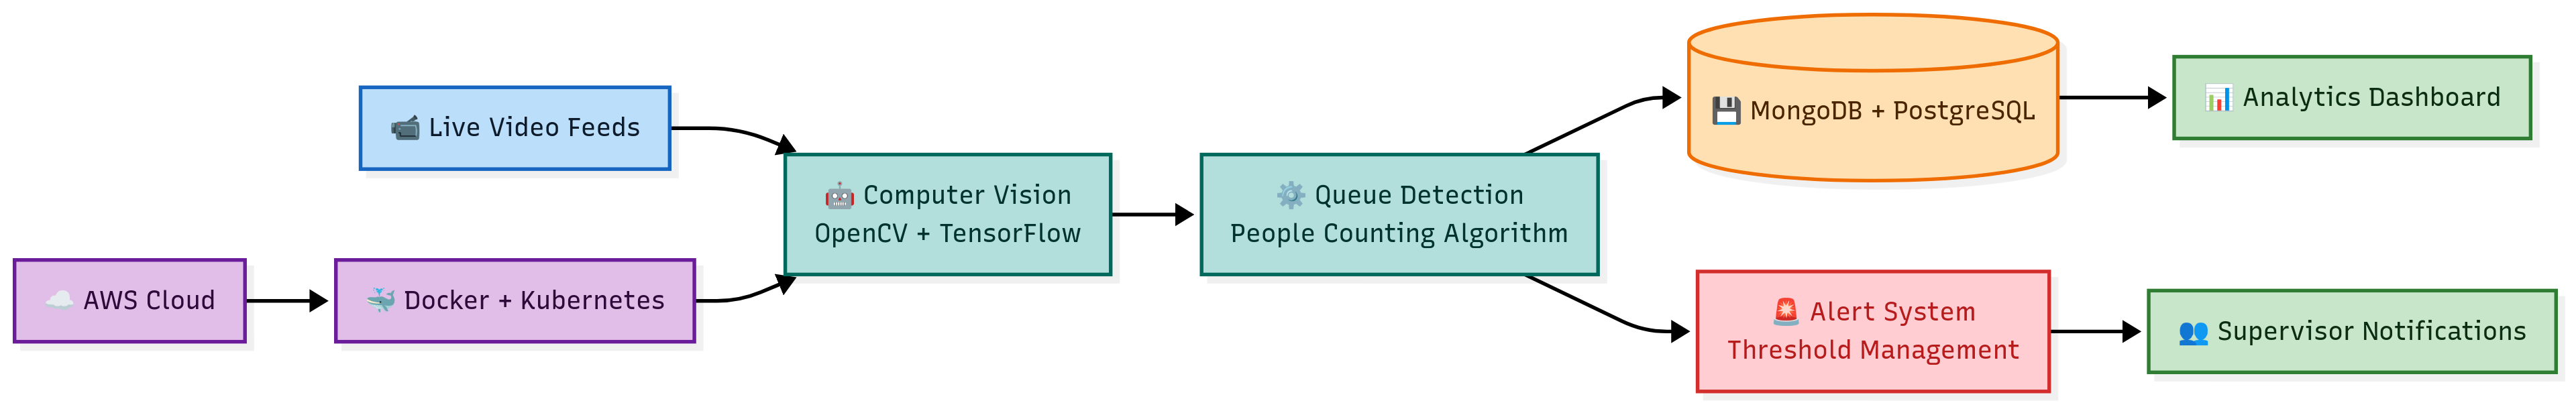 📹 Live Video Feeds
☁️ AWS Cloud
🐳 Docker + Kubernetes
🤖 Computer Vision
OpenCV + TensorFlow
⚙️ Queue Detection
People Counting Algorithm
💾 MongoDB + PostgreSQL
📊 Analytics Dashboard
🚨 Alert System
Threshold Management
👥 Supervisor Notifications